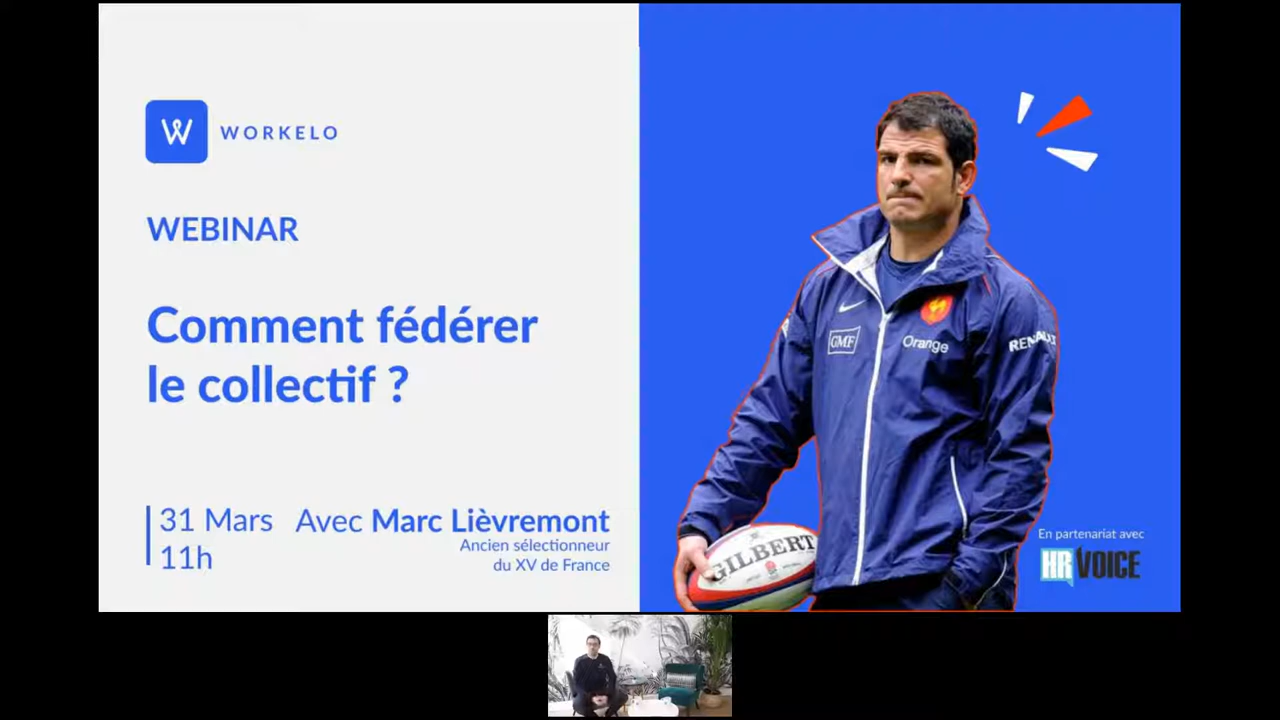 WORKELO
WEBINAR
Comment fédérer
le collectif ?
31 Mars
11h
Avec Marc Lièvremont
Ancien sélectionneur
du XV de France
GMF
Orange
RENAULT
GILBERT
En partenariat avec
HR VOICE